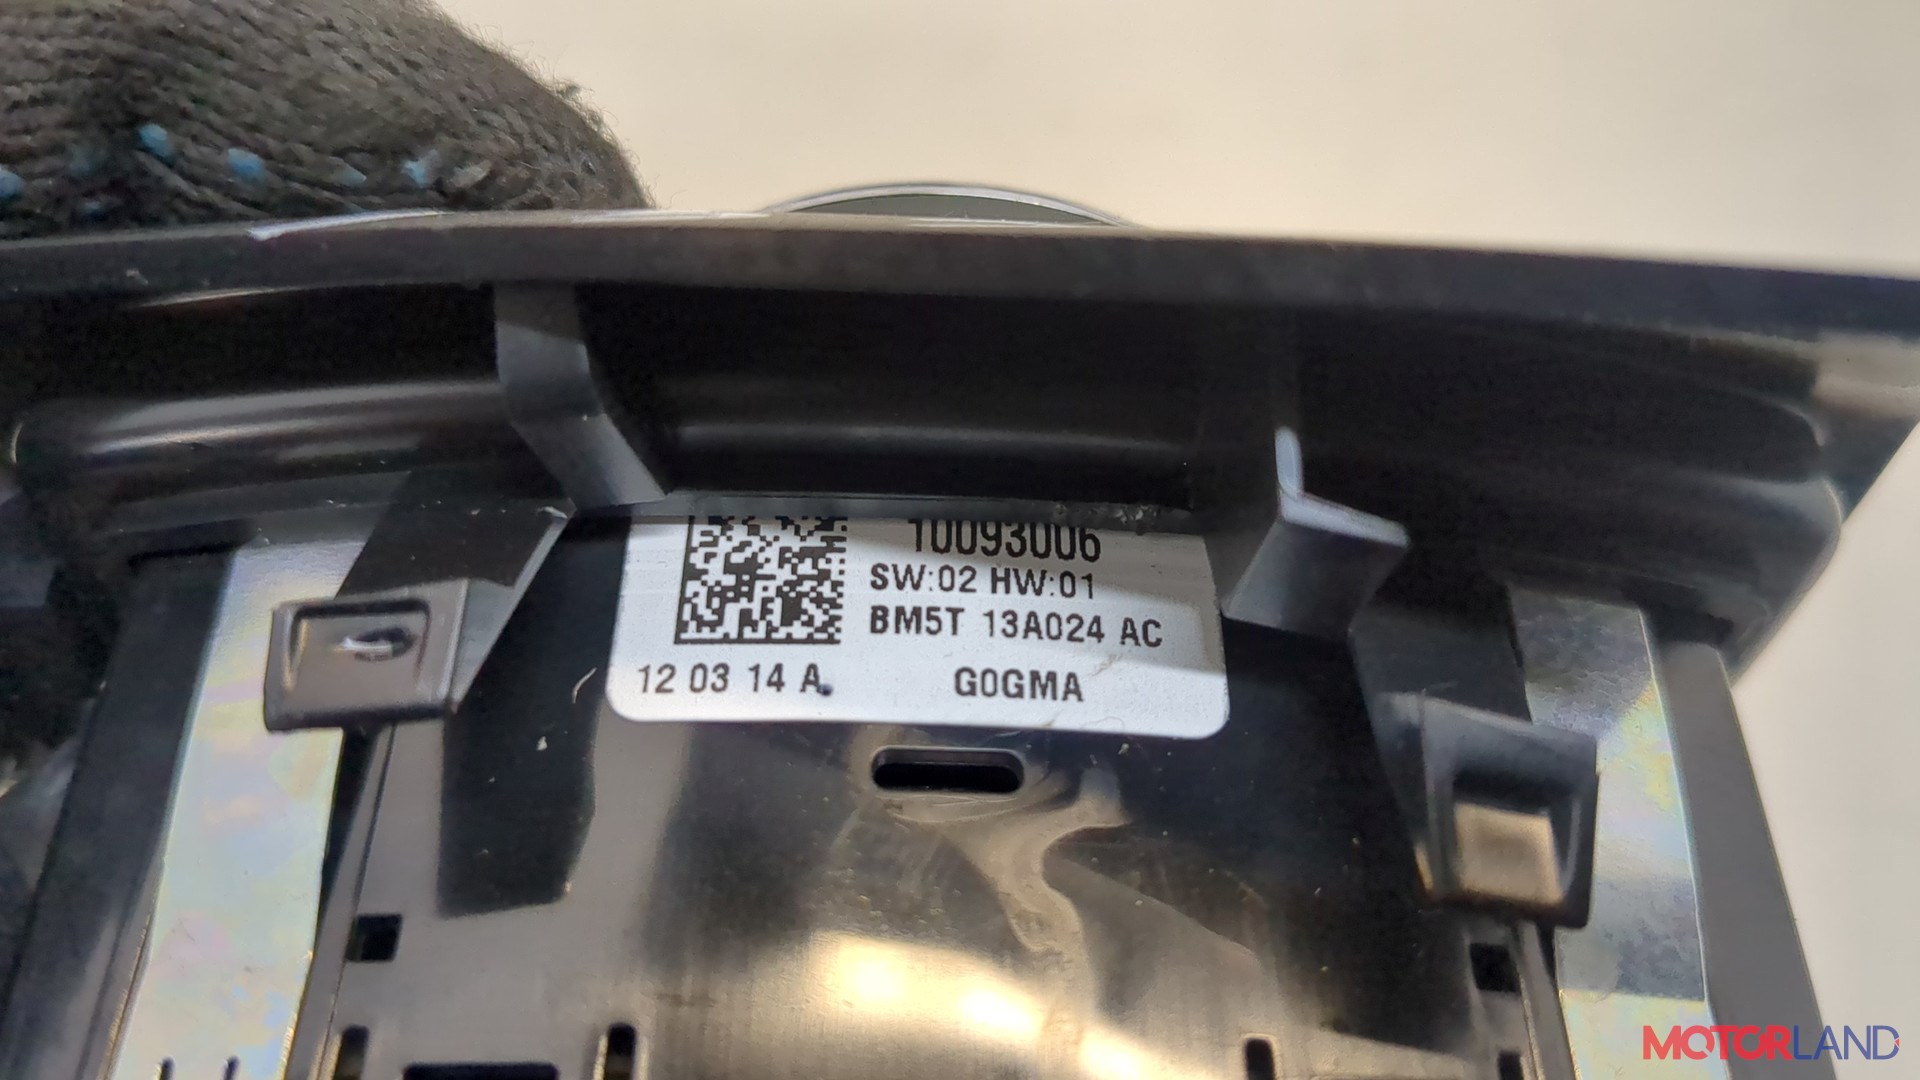 10093006
SW:02 HW:01
BM5T 13A024 AC
12 03 14 A. G0GMA
MOTORLAND